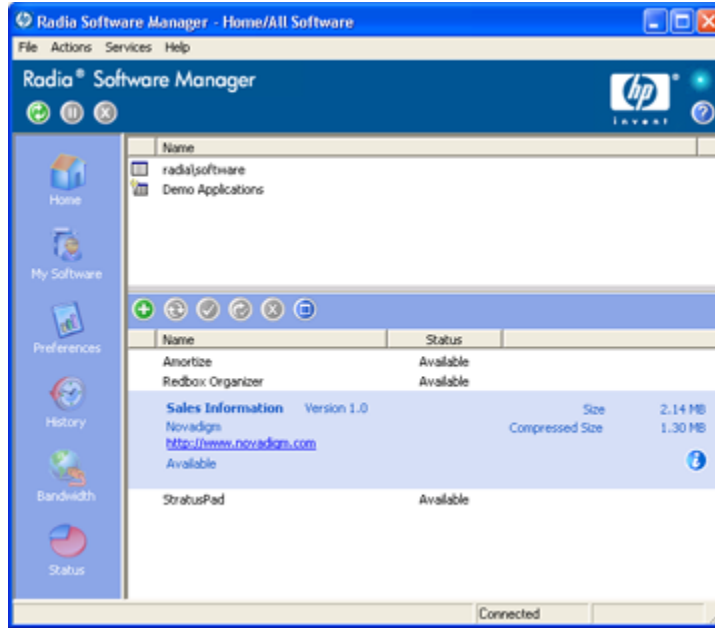 Radia Software Manager - Home/All Software
File Actions Services Help
Radia® Software Manager
hp
invent
Home
My Software
Preferences
History
Bandwidth
Status
Name
radia\software
Demo Applications
Name Status
Amortize Available
Redbox Organizer Available
Sales Information Version 1.0 Size 2.14 MB
Novadigm Compressed Size 1.30 MB
http://www.novadigm.com
Available
StratusPad Available
Connected